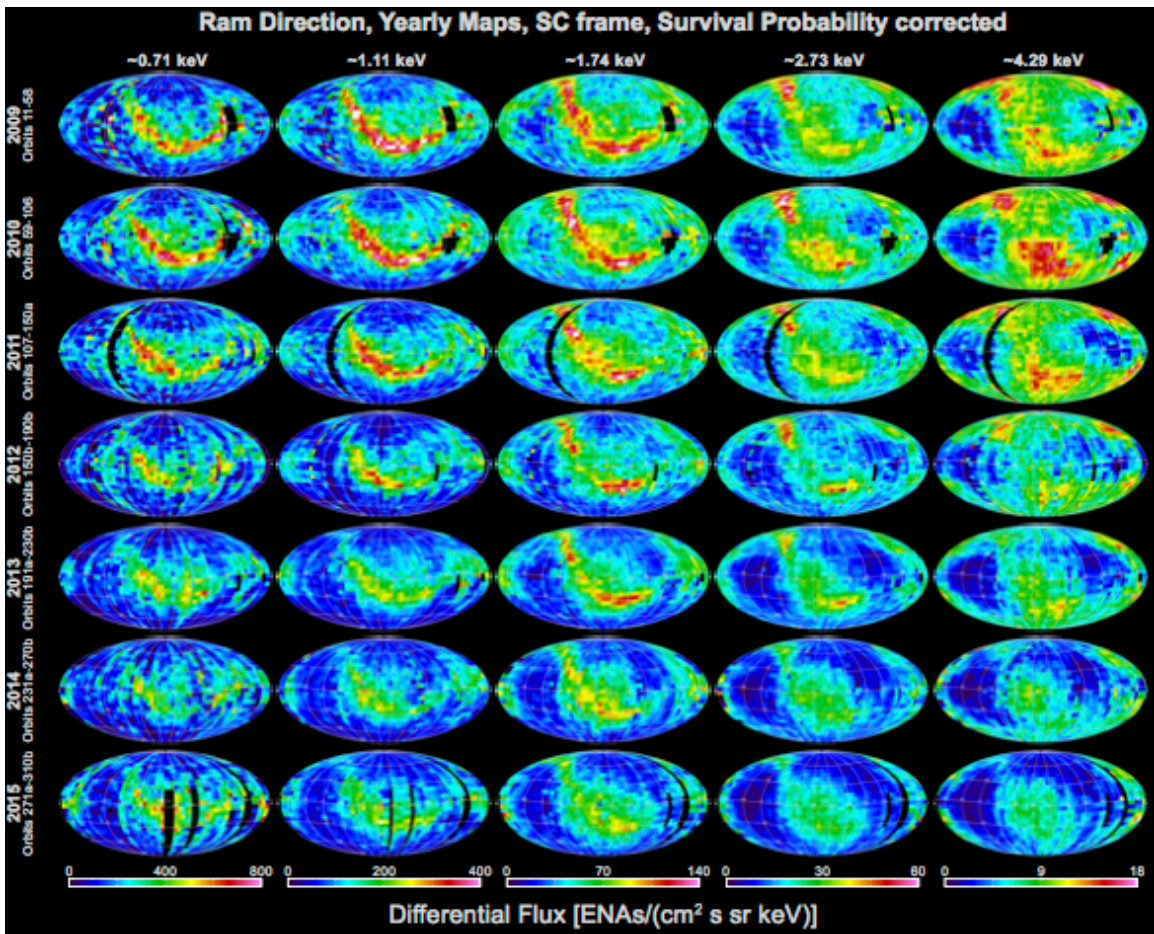 Ram Direction, Yearly Maps, SC frame, Survival Probability corrected
~0.71 keV ~1.11 keV ~1.74 keV ~2.73 keV ~4.29 keV
2009
Orbits 11-58
2010
Orbits 59-106
2011
Orbits 107-150a
2012
Orbits 150b-190b
2013
Orbits 191a-230b
2014
Orbits 231a-270b
2015
Orbits 271a-310b
0 400 800 0 200 400 0 70 140 0 30 60 0 9 18
Differential Flux [ENAs/(cm² s sr keV)]